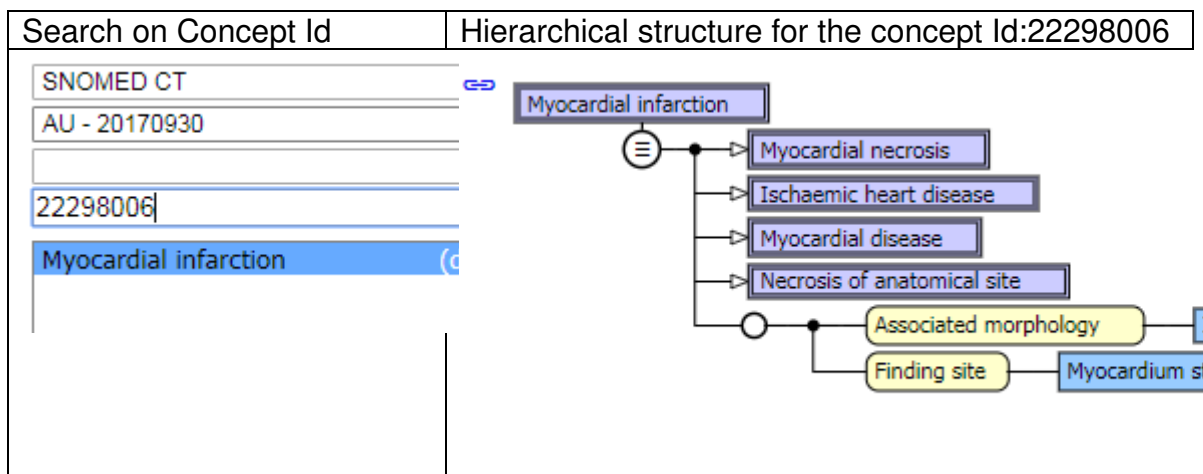 Search on Concept Id
Hierarchical structure for the concept Id:22298006
SNOMED CT
AU - 20170930
22298006
Myocardial infarction
Myocardial infarction
Myocardial necrosis
Ischaemic heart disease
Myocardial disease
Necrosis of anatomical site
Associated morphology
Finding site
Myocardium